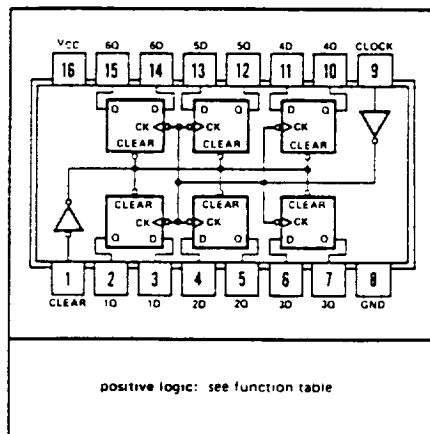 VCC 6Q 6D 5D 5Q 4D 4Q CLOCK
16 15 14 13 12 11 10 9
Q D D Q D Q
CK CK CK
CLEAR CLEAR CLEAR
CLEAR CLEAR CLEAR
CK CK CK
Q D D Q D Q
1 2 3 4 5 6 7 8
CLEAR 1Q 1D 2D 2Q 3D 3Q GND
positive logic: see function table